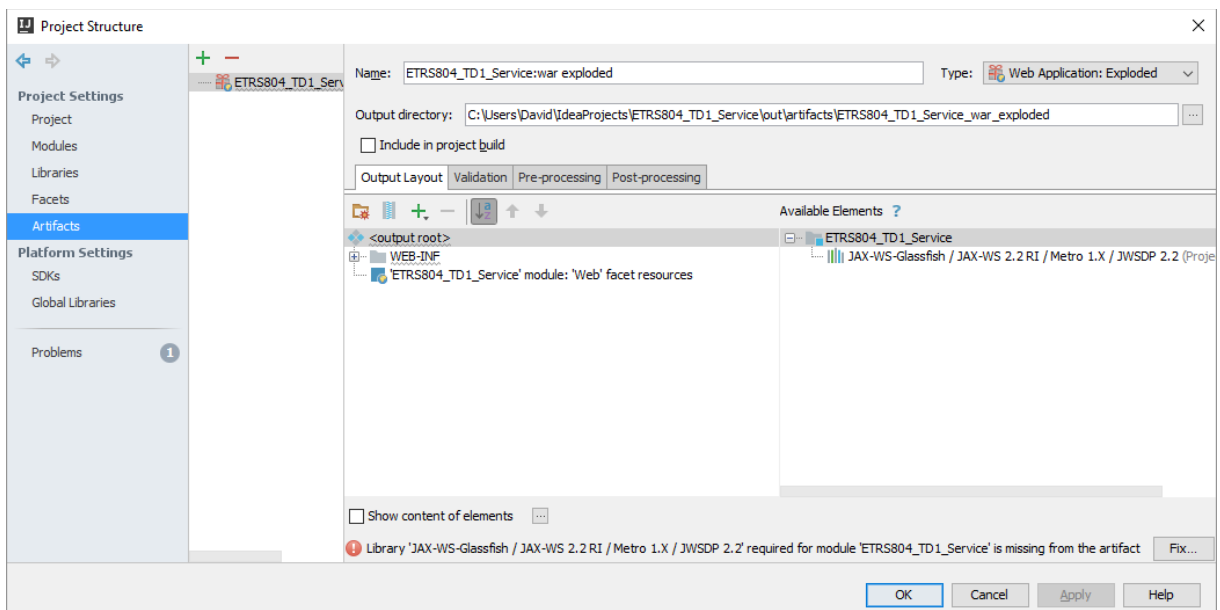 Project Structure
Project Settings
Project
Modules
Libraries
Facets
Artifacts
Platform Settings
SDKs
Global Libraries
Problems 1
ETRS804_TD1_Serv
Name: ETRS804_TD1_Service:war exploded Type: Web Application: Exploded
Output directory: C:\Users\David\IdeaProjects\ETRS804_TD1_Service\out\artifacts\ETRS804_TD1_Service_war_exploded ...
Include in project build
Output Layout Validation Pre-processing Post-processing
Available Elements ?
<output root>
WEB-INF
'ETRS804_TD1_Service' module: 'Web' facet resources
ETRS804_TD1_Service
JAX-WS-Glassfish / JAX-WS 2.2 RI / Metro 1.X / JWSDP 2.2 (Proje
Show content of elements ...
Library 'JAX-WS-Glassfish / JAX-WS 2.2 RI / Metro 1.X / JWSDP 2.2' required for module 'ETRS804_TD1_Service' is missing from the artifact Fix...
OK Cancel Apply Help